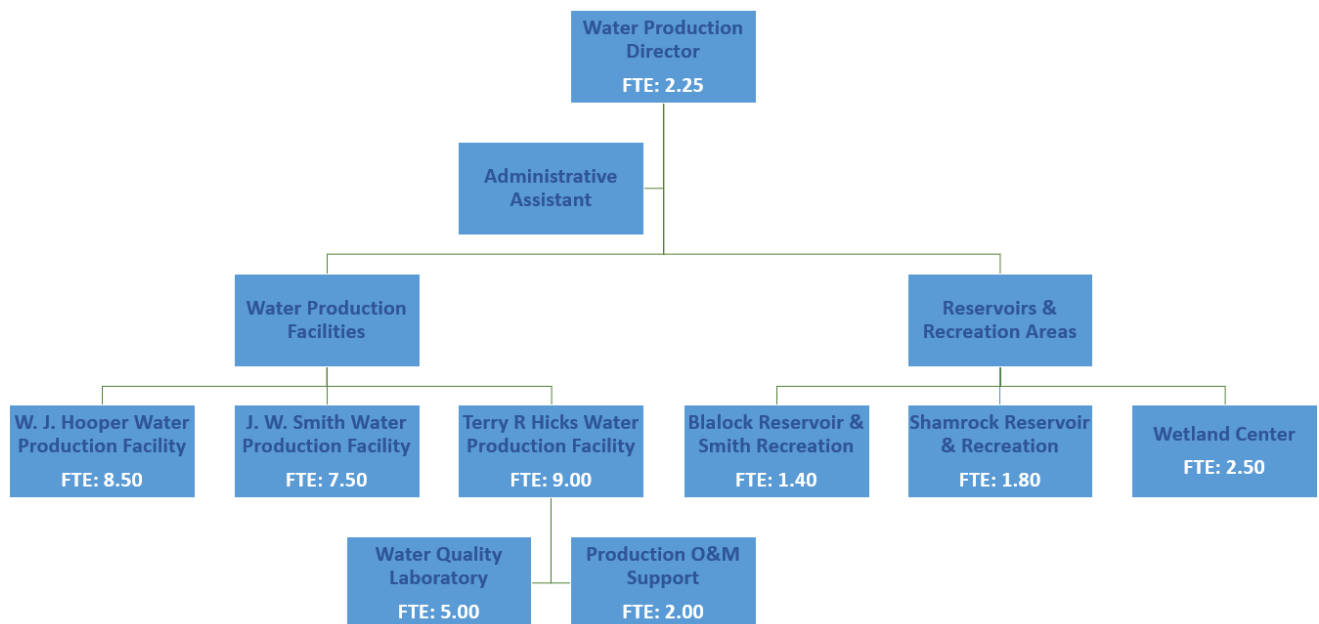 Water Production
Director
FTE: 2.25
Administrative
Assistant
Water Production
Facilities
Reservoirs &
Recreation Areas
W. J. Hooper Water
Production Facility
FTE: 8.50
J. W. Smith Water
Production Facility
FTE: 7.50
Terry R Hicks Water
Production Facility
FTE: 9.00
Blalock Reservoir &
Smith Recreation
FTE: 1.40
Shamrock Reservoir
& Recreation
FTE: 1.80
Wetland Center
FTE: 2.50
Water Quality
Laboratory
FTE: 5.00
Production O&M
Support
FTE: 2.00